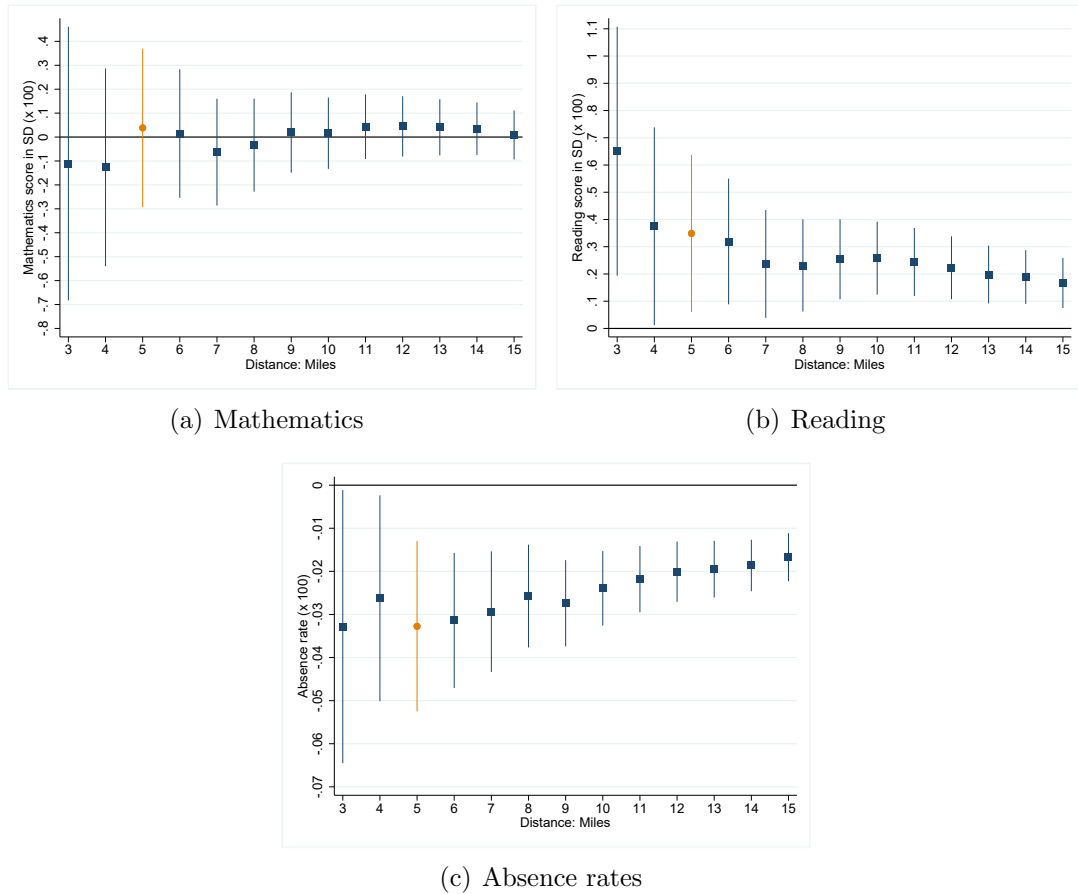 Mathematics score in SD (x 100)
.4
.3
.2
.1
0
-.1
-.2
-.3
-.4
-.5
-.6
-.7
-.8
3 4 5 6 7 8 9 10 11 12 13 14 15
Distance: Miles
(a) Mathematics
Reading score in SD (x 100)
1.1
1
.9
.8
.7
.6
.5
.4
.3
.2
.1
0
3 4 5 6 7 8 9 10 11 12 13 14 15
Distance: Miles
(b) Reading
Absence rate (x 100)
0
-.01
-.02
-.03
-.04
-.05
-.06
-.07
3 4 5 6 7 8 9 10 11 12 13 14 15
Distance: Miles
(c) Absence rates